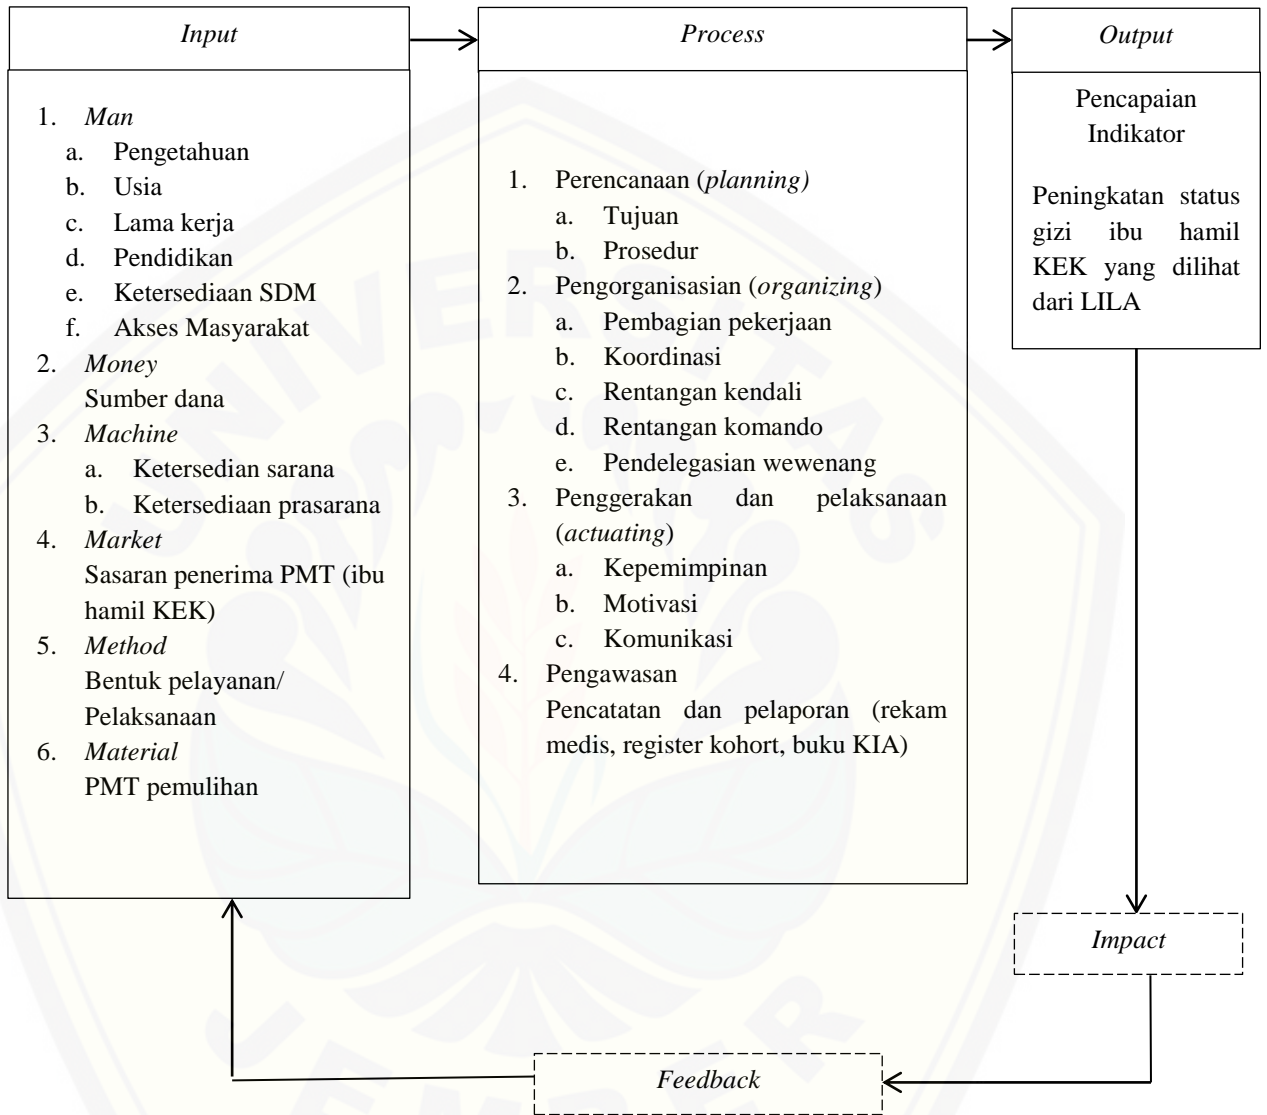 Input
1. Man
a. Pengetahuan
b. Usia
c. Lama kerja
d. Pendidikan
e. Ketersediaan SDM
f. Akses Masyarakat
2. Money
Sumber dana
3. Machine
a. Ketersedian sarana
b. Ketersediaan prasarana
4. Market
Sasaran penerima PMT (ibu
hamil KEK)
5. Method
Bentuk pelayanan/
Pelaksanaan
6. Material
PMT pemulihan
Process
1. Perencanaan (planning)
a. Tujuan
b. Prosedur
2. Pengorganisasian (organizing)
a. Pembagian pekerjaan
b. Koordinasi
c. Rentangan kendali
d. Rentangan komando
e. Pendelegasian wewenang
3. Penggerakan dan pelaksanaan
(actuating)
a. Kepemimpinan
b. Motivasi
c. Komunikasi
4. Pengawasan
Pencatatan dan pelaporan (rekam
medis, register kohort, buku KIA)
Output
Pencapaian
Indikator
Peningkatan status
gizi ibu hamil
KEK yang dilihat
dari LILA
Impact
Feedback
UNIVERSITAS
JEMBER